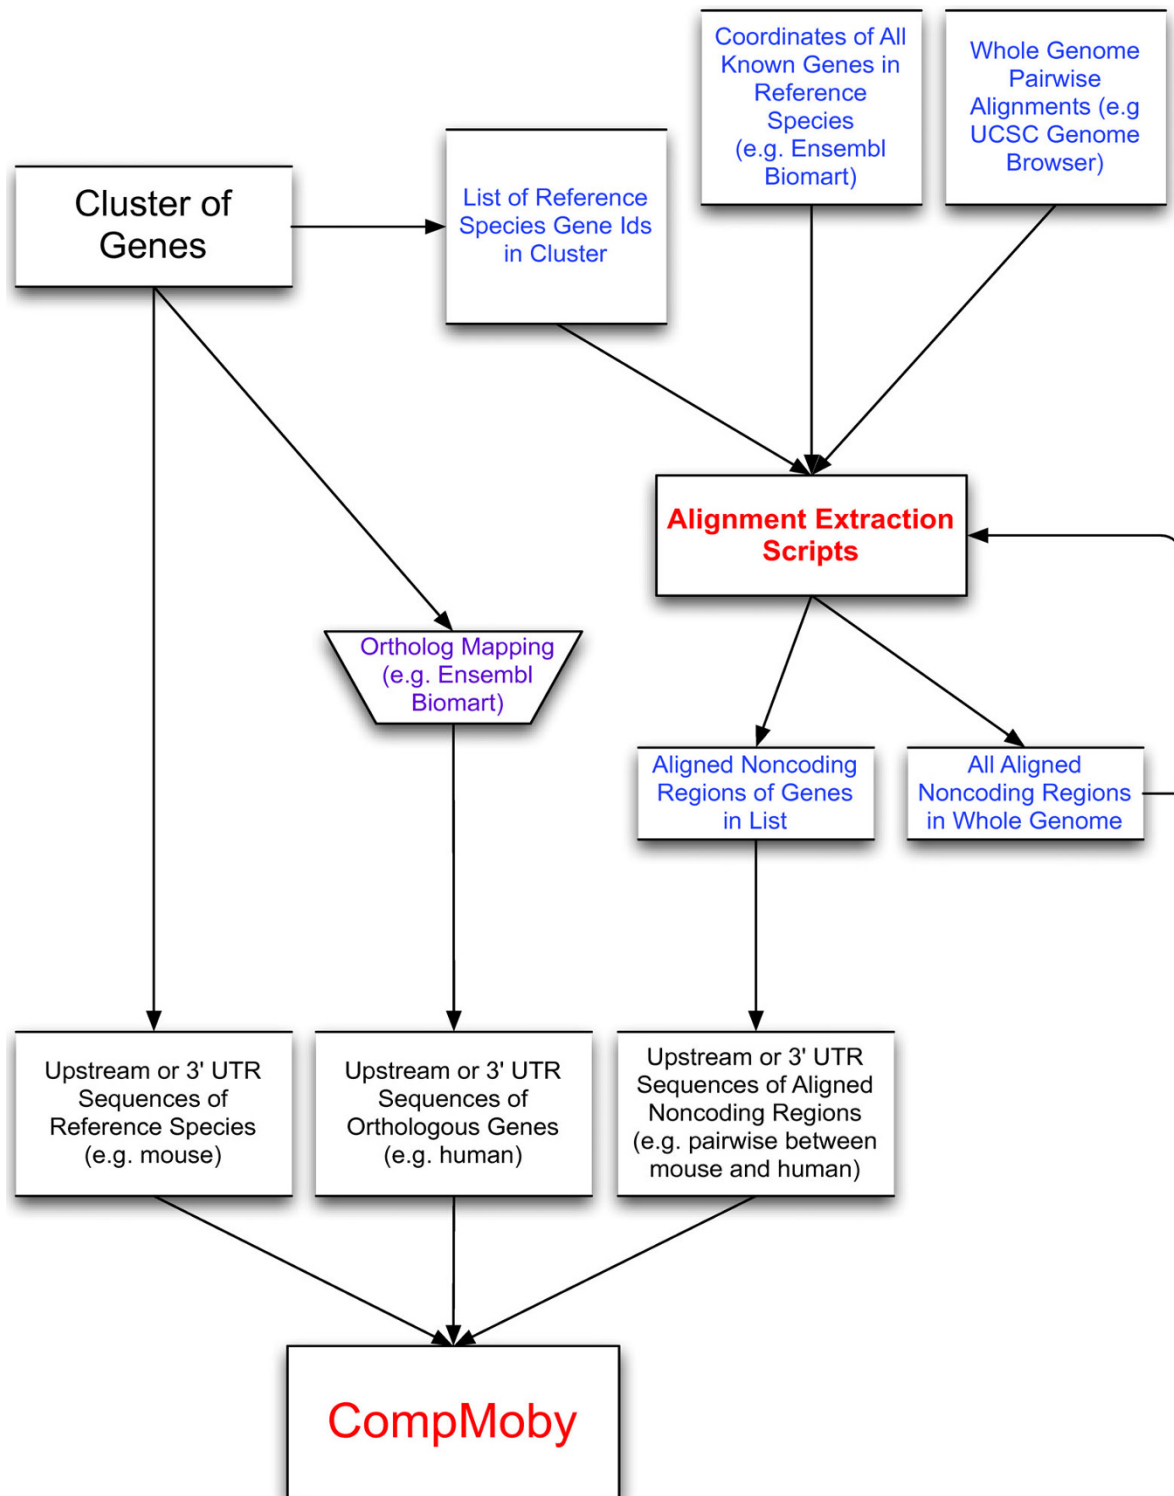 Coordinates of All
Known Genes in
Reference
Species
(e.g. Ensembl
Biomart)
Whole Genome
Pairwise
Alignments (e.g
UCSC Genome
Browser)
Cluster of
Genes
List of Reference
Species Gene Ids
in Cluster
Alignment Extraction
Scripts
Ortholog Mapping
(e.g. Ensembl
Biomart)
Aligned Noncoding
Regions of Genes
in List
All Aligned
Noncoding Regions
in Whole Genome
Upstream or 3' UTR
Sequences of
Reference Species
(e.g. mouse)
Upstream or 3' UTR
Sequences of
Orthologous Genes
(e.g. human)
Upstream or 3' UTR
Sequences of Aligned
Noncoding Regions
(e.g. pairwise between
mouse and human)
CompMoby